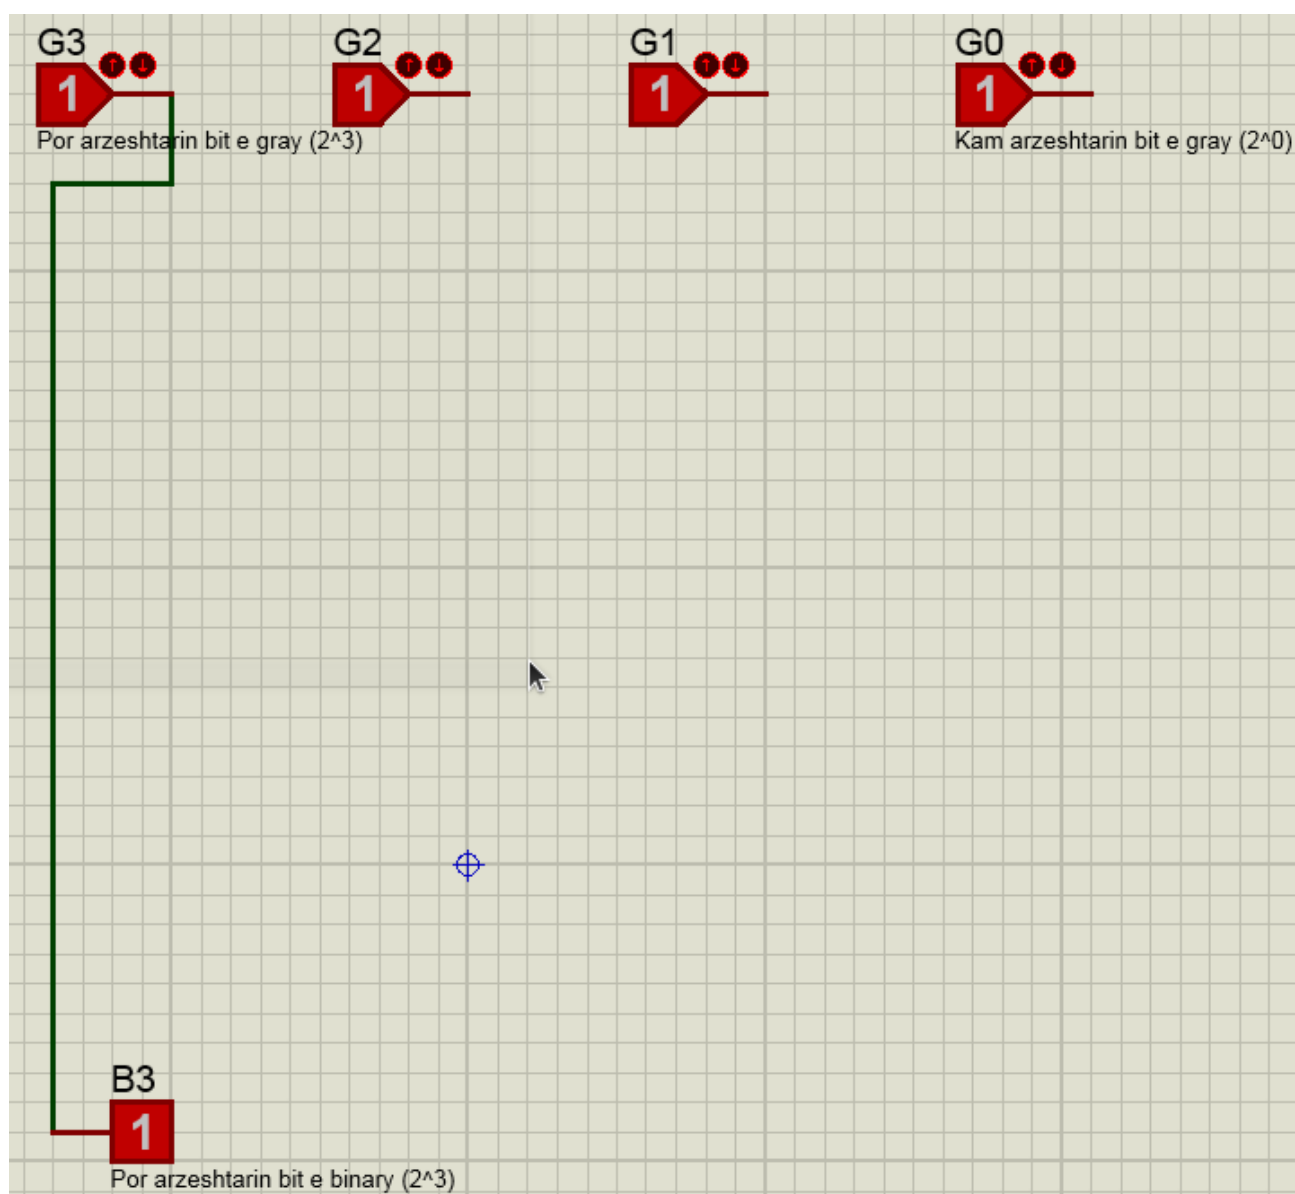 G3 G2 G1 G0
1 1 1 1
Por arzeshtarin bit e gray (2^3) Kam arzeshtarin bit e gray (2^0)
B3
1
Por arzeshtarin bit e binary (2^3)